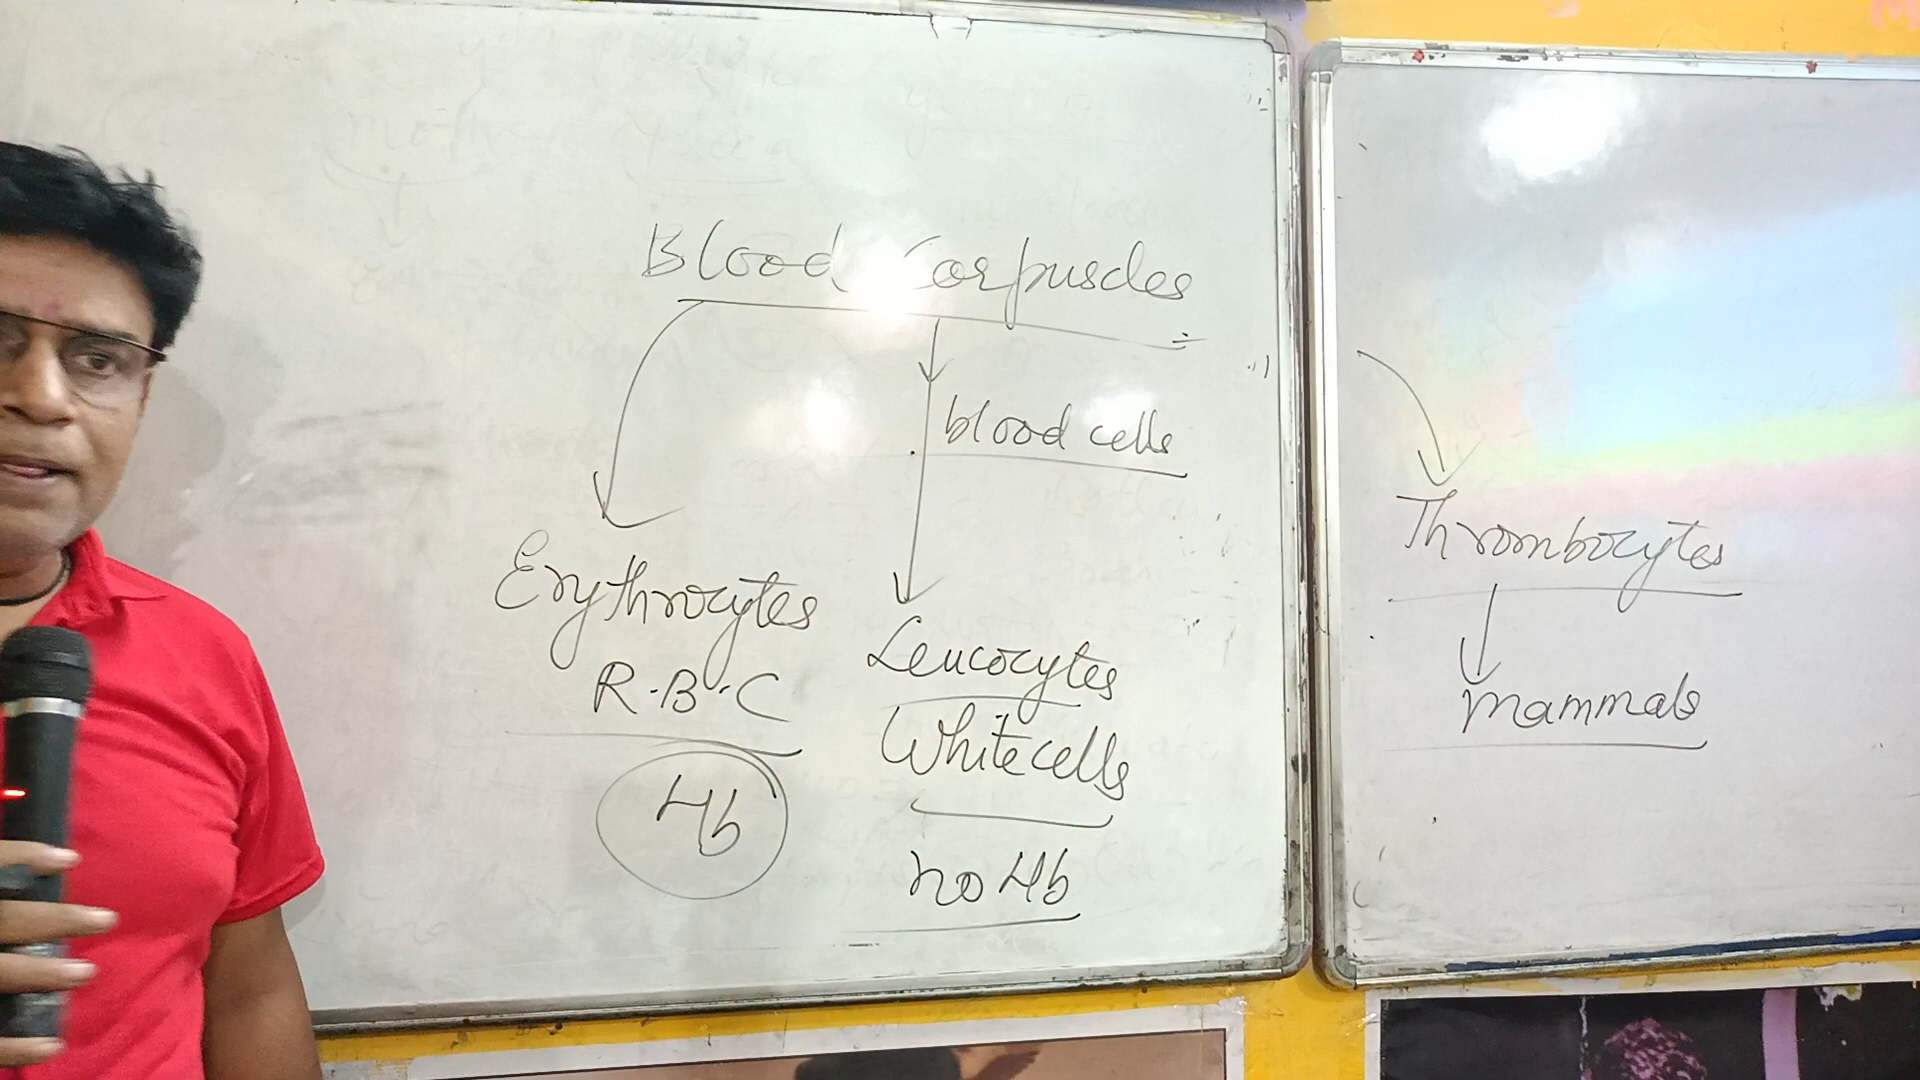 Blood Corpuscles
blood cells
Erythrocytes
R.B.C
Hb
Leucocytes
White cells
no Hb
Thrombocytes
mammals